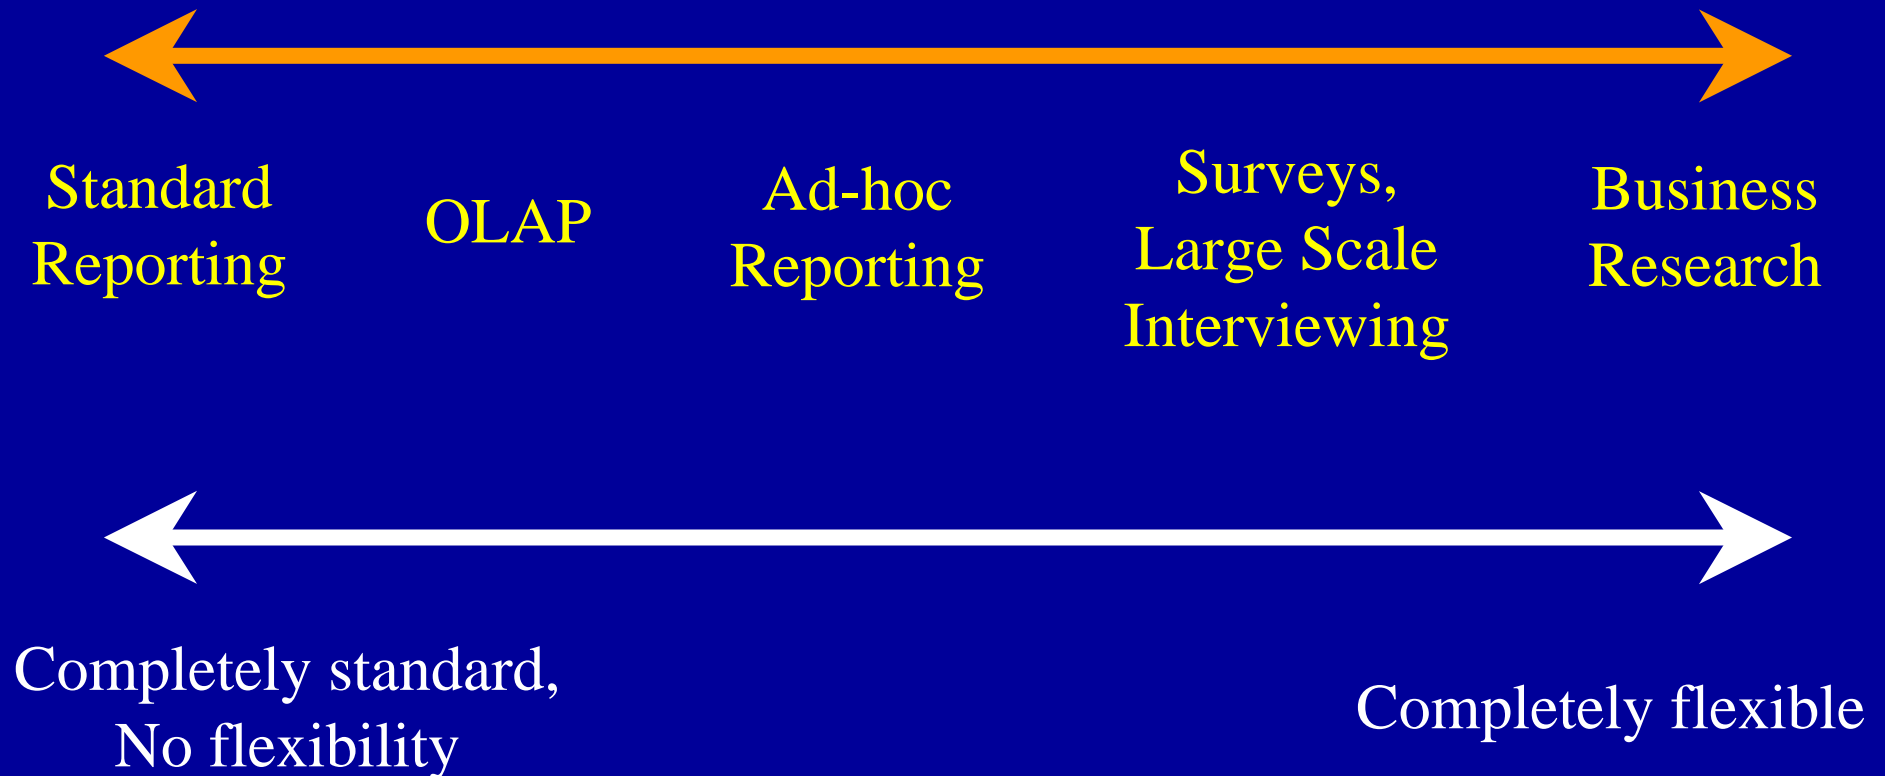 Standard
Reporting
OLAP
Ad-hoc
Reporting
Surveys,
Large Scale
Interviewing
Business
Research
Completely standard,
No flexibility
Completely flexible